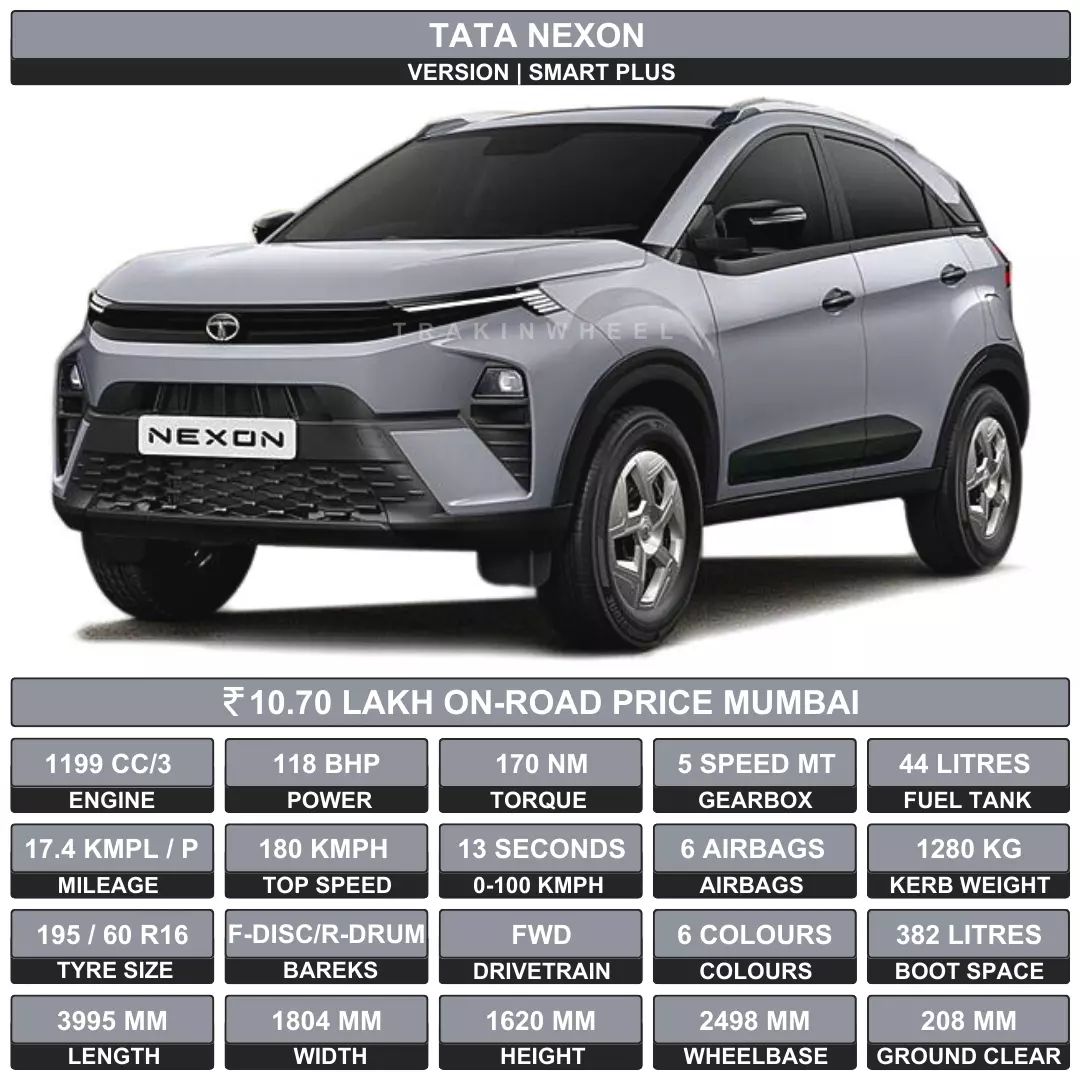 TATA NEXON
VERSION | SMART PLUS
TRAKINWHEEL
NEXON
₹10.70 LAKH ON-ROAD PRICE MUMBAI
1199 CC/3
ENGINE
118 BHP
POWER
170 NM
TORQUE
5 SPEED MT
GEARBOX
44 LITRES
FUEL TANK
17.4 KMPL / P
MILEAGE
180 KMPH
TOP SPEED
13 SECONDS
0-100 KMPH
6 AIRBAGS
AIRBAGS
1280 KG
KERB WEIGHT
195 / 60 R16
TYRE SIZE
F-DISC/R-DRUM
BAREKS
FWD
DRIVETRAIN
6 COLOURS
COLOURS
382 LITRES
BOOT SPACE
3995 MM
LENGTH
1804 MM
WIDTH
1620 MM
HEIGHT
2498 MM
WHEELBASE
208 MM
GROUND CLEAR